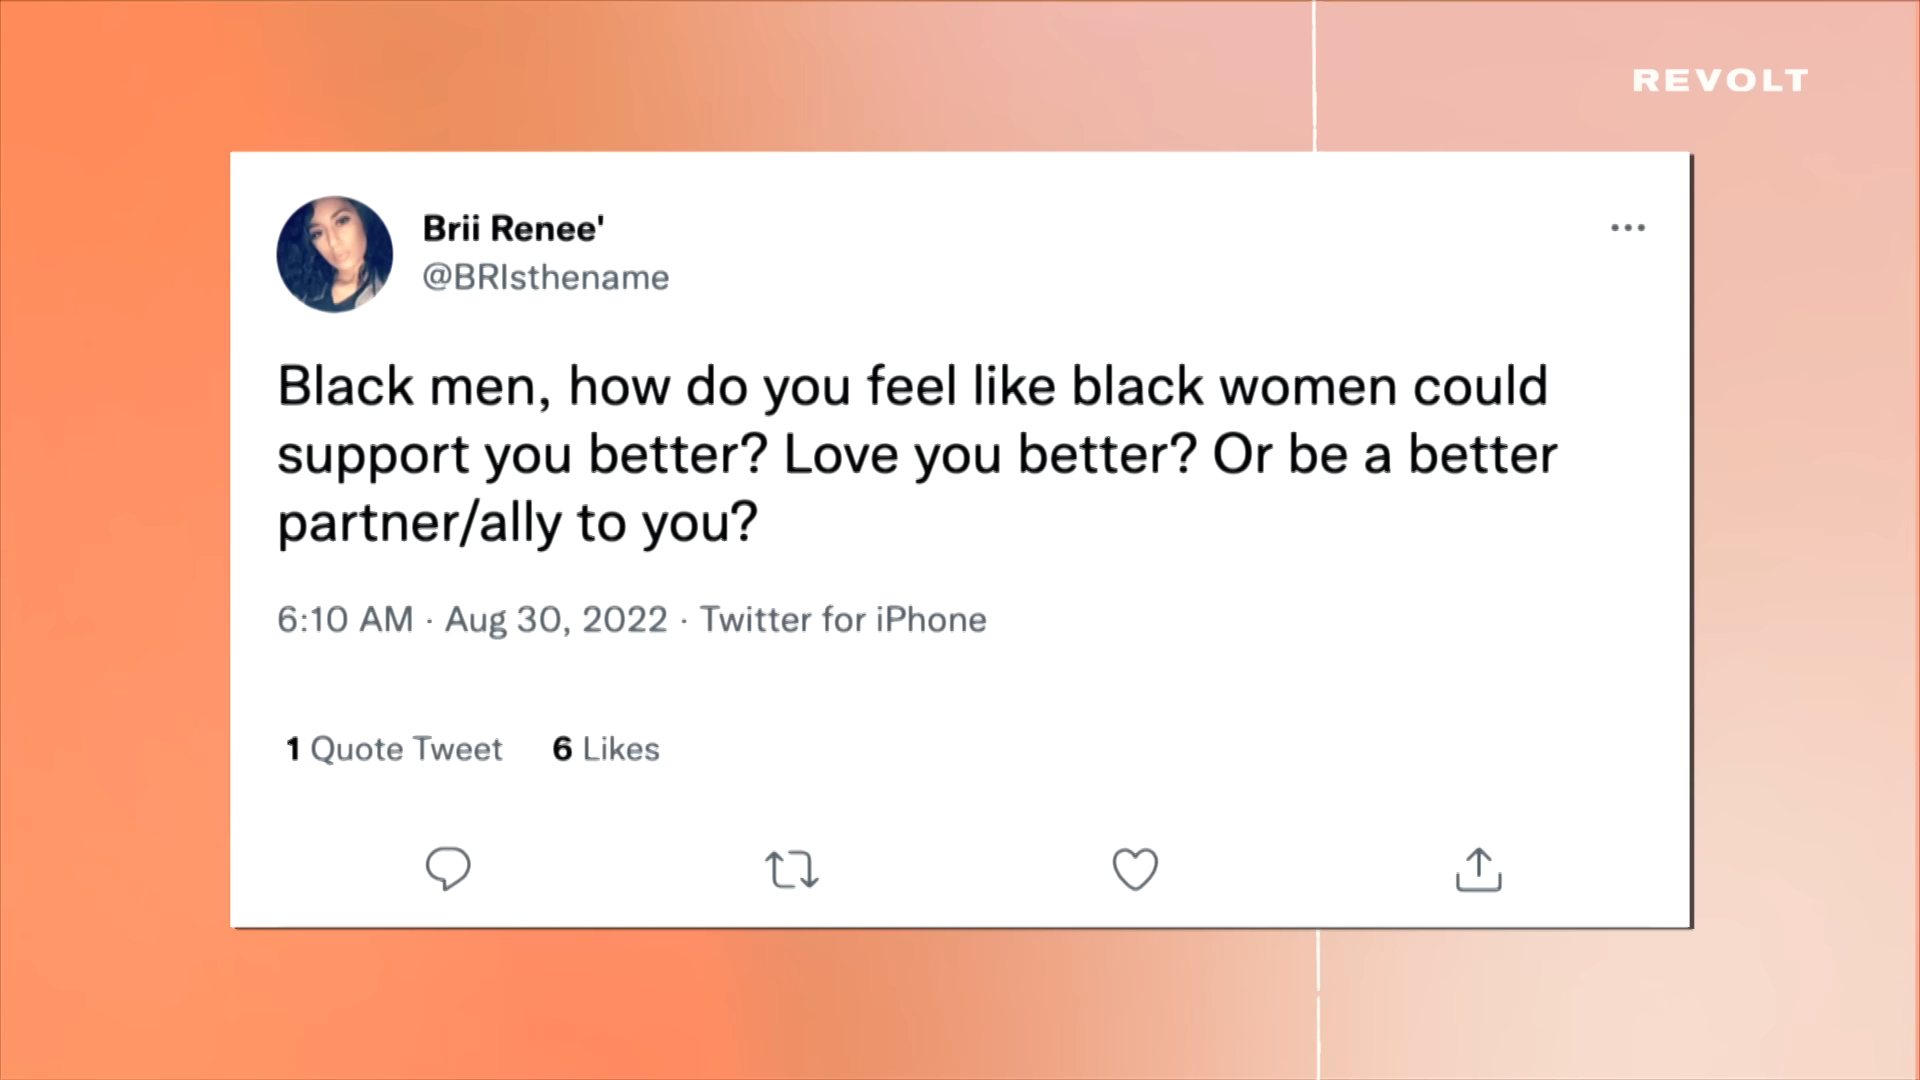 REVOLT
Brii Renee'
@BRIsthename
Black men, how do you feel like black women could
support you better? Love you better? Or be a better
partner/ally to you?
6:10 AM · Aug 30, 2022 · Twitter for iPhone
1 Quote Tweet 6 Likes